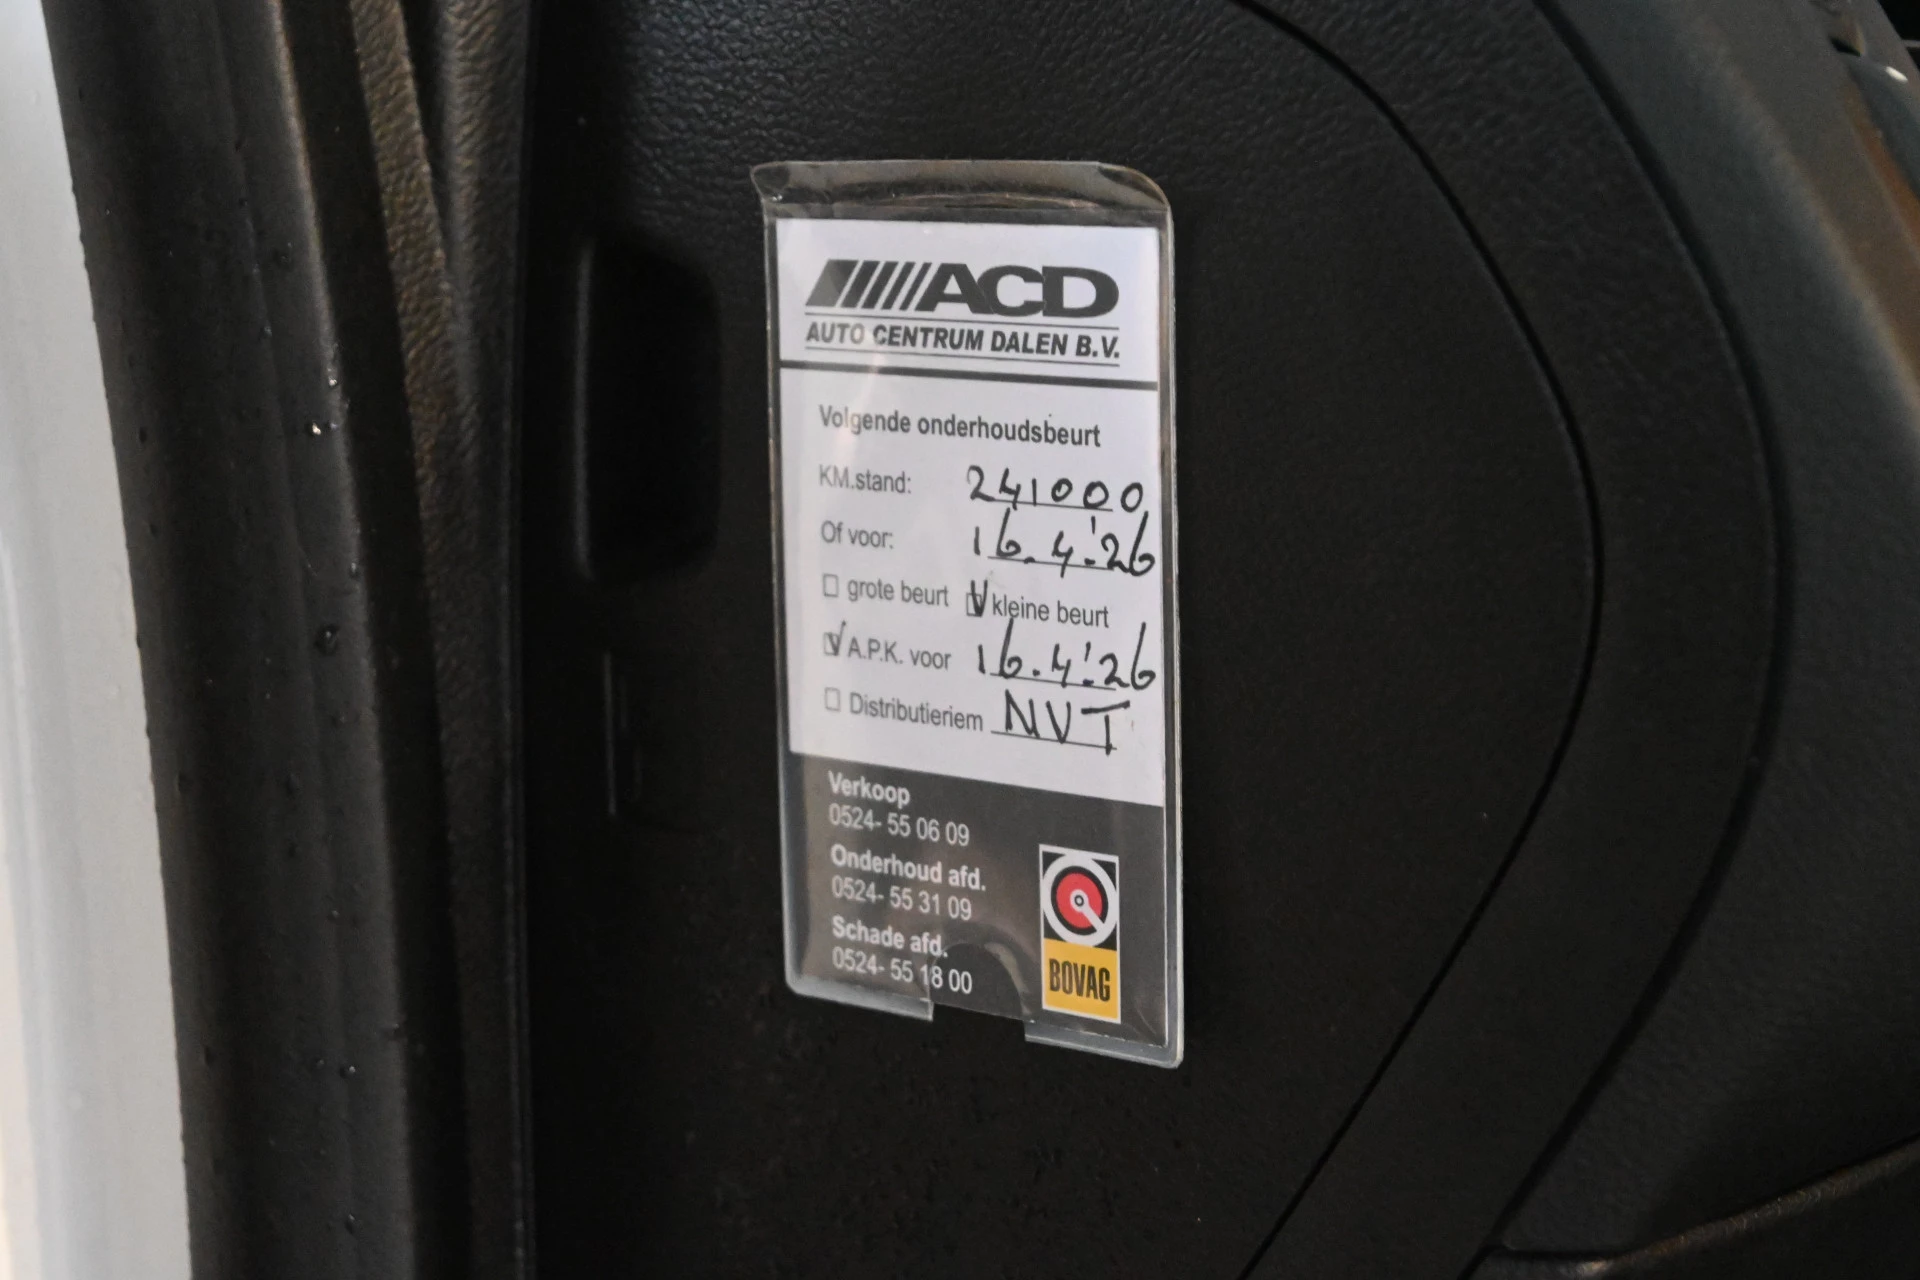 ACD
AUTO CENTRUM DALEN B.V.
Volgende onderhoudsbeurt
KM.stand: 241000
Of voor: 16.4.'26
grote beurt kleine beurt
A.P.K. voor 16.4.'26
Distributieriem NVT
Verkoop
0524- 55 06 09
Onderhoud afd.
0524- 55 31 09
Schade afd.
0524- 55 18 00
BOVAG